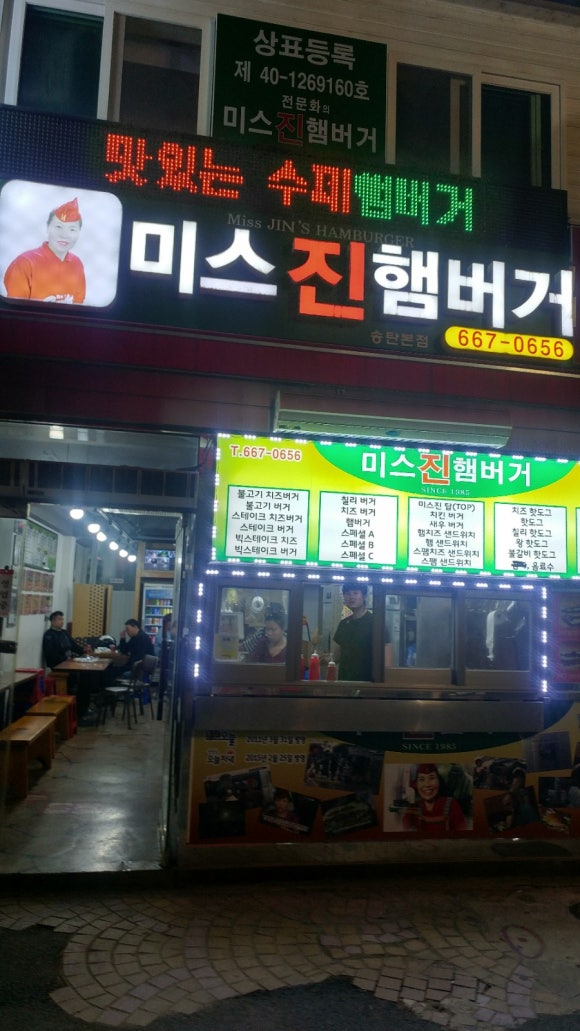 상표등록
제 40-1269160호
전문화의
미스진햄버거
맛있는 수제햄버거
Miss JIN'S HAMBURGER
미스진햄버거
송탄본점
667-0656
T.667-0656
미스진햄버거
SINCE 1985
불고기 치즈버거
불고기 버거
스테이크 치즈버거
스테이크 버거
빅스테이크 치즈
빅스테이크 버거
칠리 버거
치즈 버거
햄버거
스페셜 A
스페셜 B
스페셜 C
미스진 탑(TOP)
치킨 버거
새우 버거
햄치즈 샌드위치
햄 샌드위치
스팸치즈 샌드위치
스팸 샌드위치
치즈 핫도그
핫도그
칠리 핫도그
왕 핫도그
불갈비 핫도그
음료수
SINCE 1985